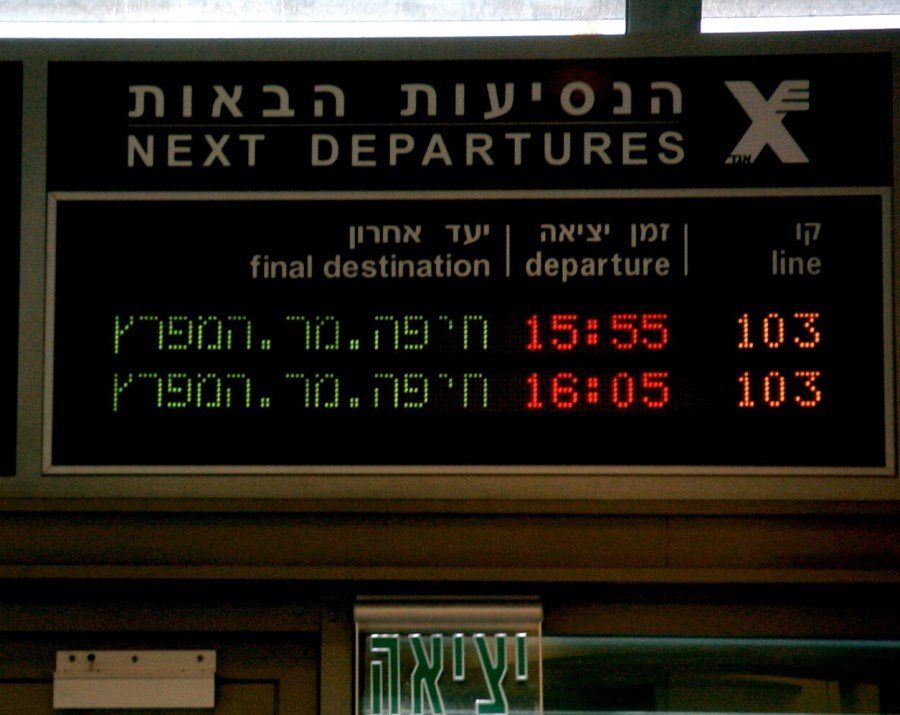 הנסיעות הבאות
NEXT DEPARTURES
אגד
קו | זמן יציאה | יעד אחרון
line | departure | final destination
103 15:55 חיפה.מר.המפרץ
103 16:05 חיפה.מר.המפרץ
יציאה